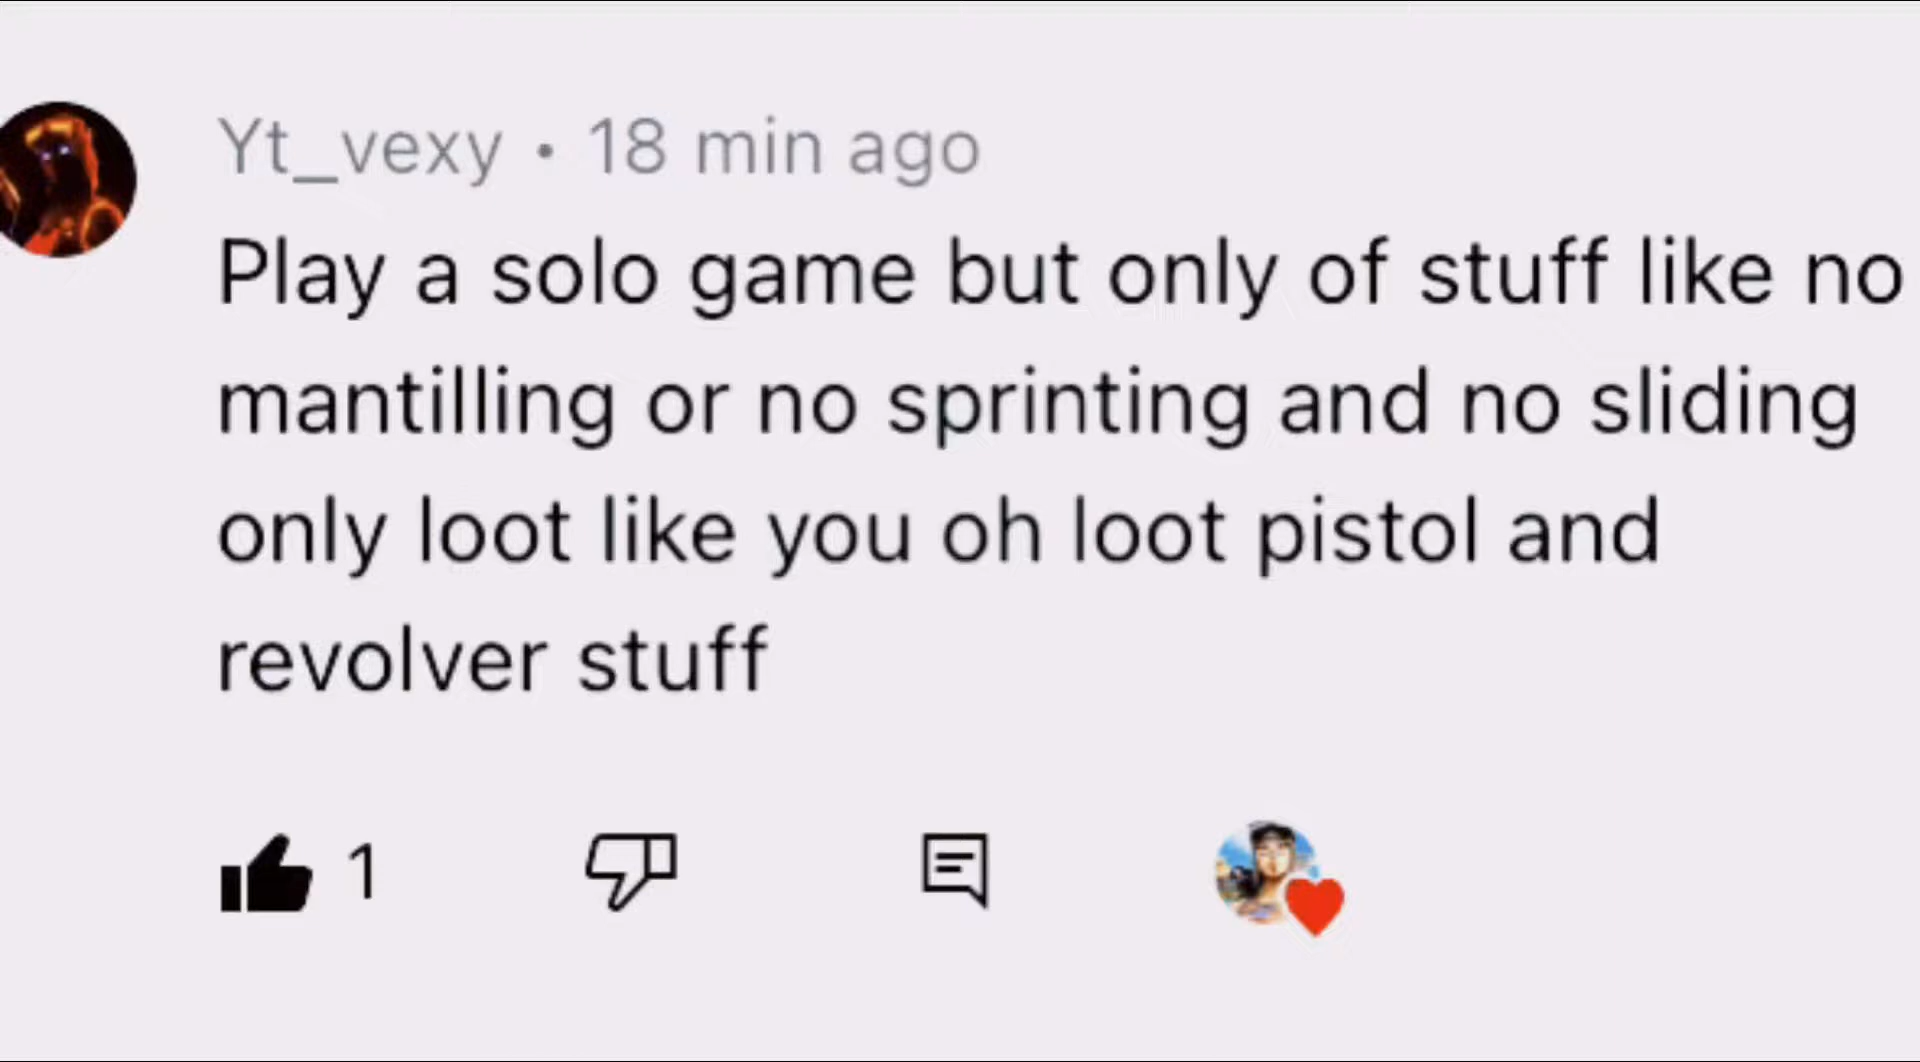 Yt_vexy • 18 min ago
Play a solo game but only of stuff like no
mantilling or no sprinting and no sliding
only loot like you oh loot pistol and
revolver stuff
1